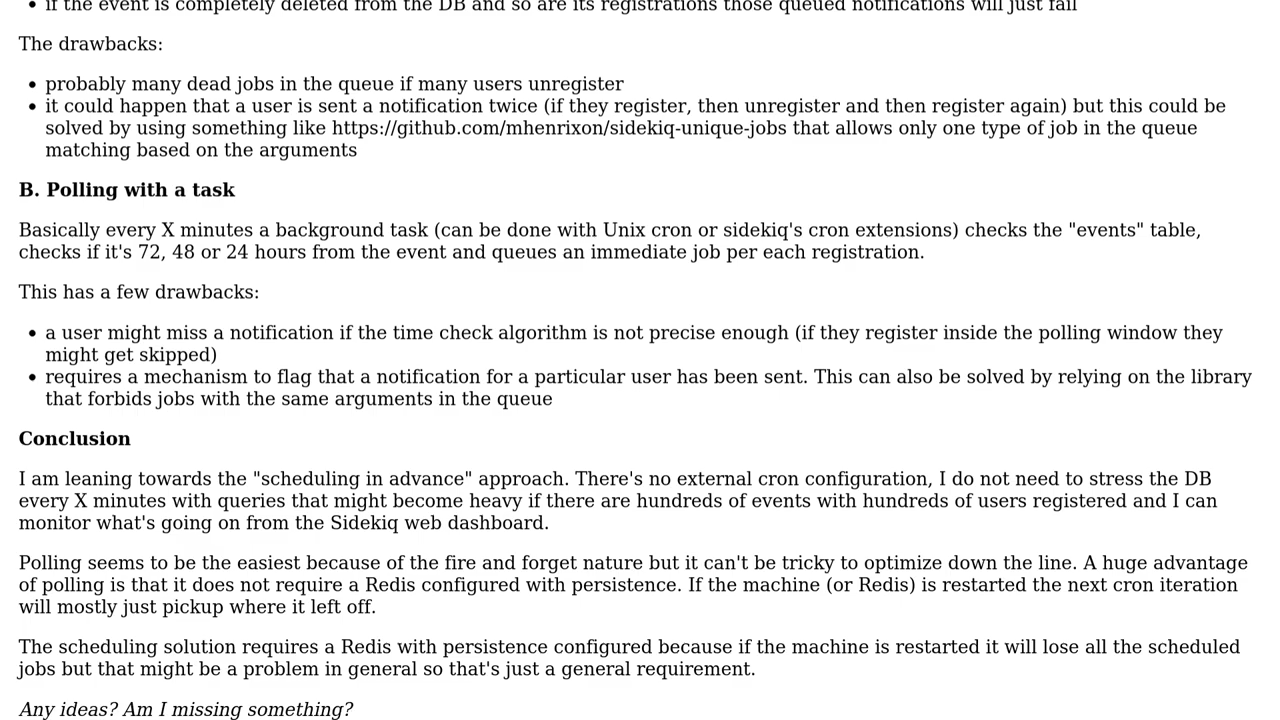 if the event is completely deleted from the DB and so are its registrations those queued notifications will just fail
The drawbacks:
probably many dead jobs in the queue if many users unregister
it could happen that a user is sent a notification twice (if they register, then unregister and then register again) but this could be
solved by using something like https://github.com/mhenrixon/sidekiq-unique-jobs that allows only one type of job in the queue
matching based on the arguments
B. Polling with a task
Basically every X minutes a background task (can be done with Unix cron or sidekiq's cron extensions) checks the "events" table,
checks if it's 72, 48 or 24 hours from the event and queues an immediate job per each registration.
This has a few drawbacks:
a user might miss a notification if the time check algorithm is not precise enough (if they register inside the polling window they
might get skipped)
requires a mechanism to flag that a notification for a particular user has been sent. This can also be solved by relying on the library
that forbids jobs with the same arguments in the queue
Conclusion
I am leaning towards the "scheduling in advance" approach. There's no external cron configuration, I do not need to stress the DB
every X minutes with queries that might become heavy if there are hundreds of events with hundreds of users registered and I can
monitor what's going on from the Sidekiq web dashboard.
Polling seems to be the easiest because of the fire and forget nature but it can't be tricky to optimize down the line. A huge advantage
of polling is that it does not require a Redis configured with persistence. If the machine (or Redis) is restarted the next cron iteration
will mostly just pickup where it left off.
The scheduling solution requires a Redis with persistence configured because if the machine is restarted it will lose all the scheduled
jobs but that might be a problem in general so that's just a general requirement.
Any ideas? Am I missing something?